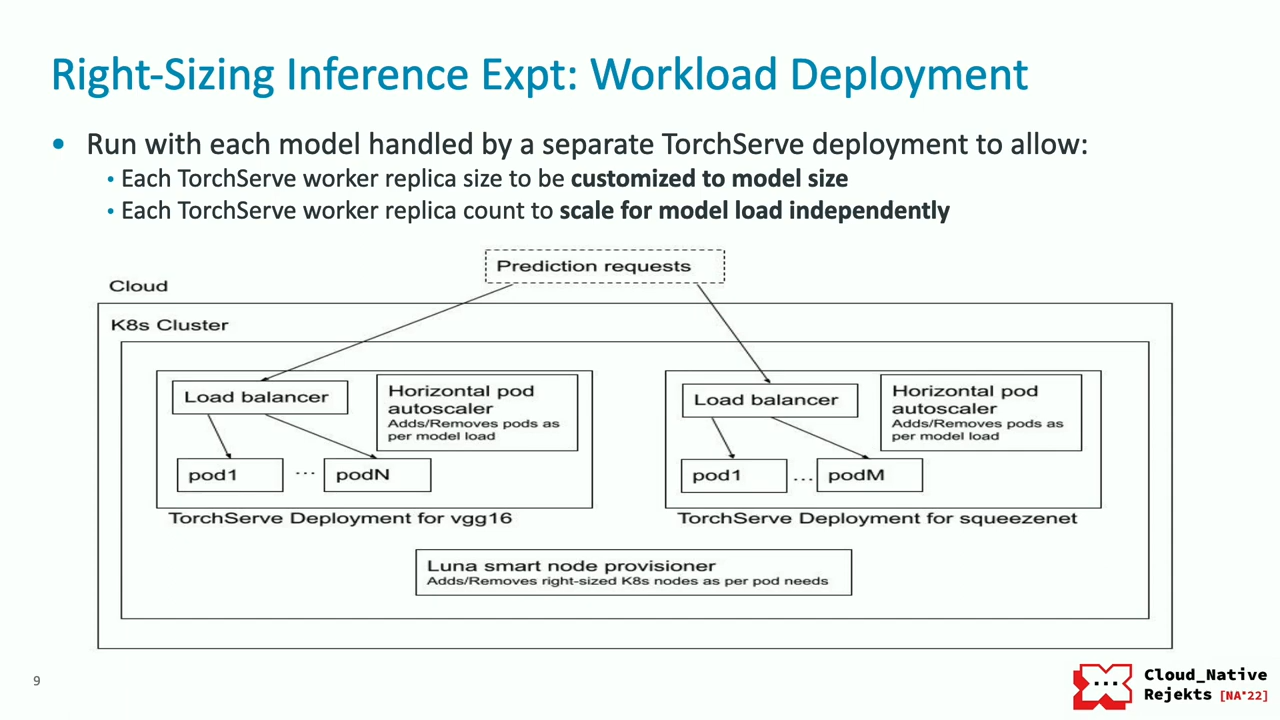 Right-Sizing Inference Expt: Workload Deployment
• Run with each model handled by a separate TorchServe deployment to allow:
• Each TorchServe worker replica size to be customized to model size
• Each TorchServe worker replica count to scale for model load independently
Prediction requests
Cloud
K8s Cluster
Load balancer
Horizontal pod
autoscaler
Adds/Removes pods as
per model load
pod1
...
podN
TorchServe Deployment for vgg16
Load balancer
Horizontal pod
autoscaler
Adds/Removes pods as
per model load
pod1
...
podM
TorchServe Deployment for squeezenet
Luna smart node provisioner
Adds/Removes right-sized K8s nodes as per pod needs
9
Cloud_Native
Rejekts [NA'22]